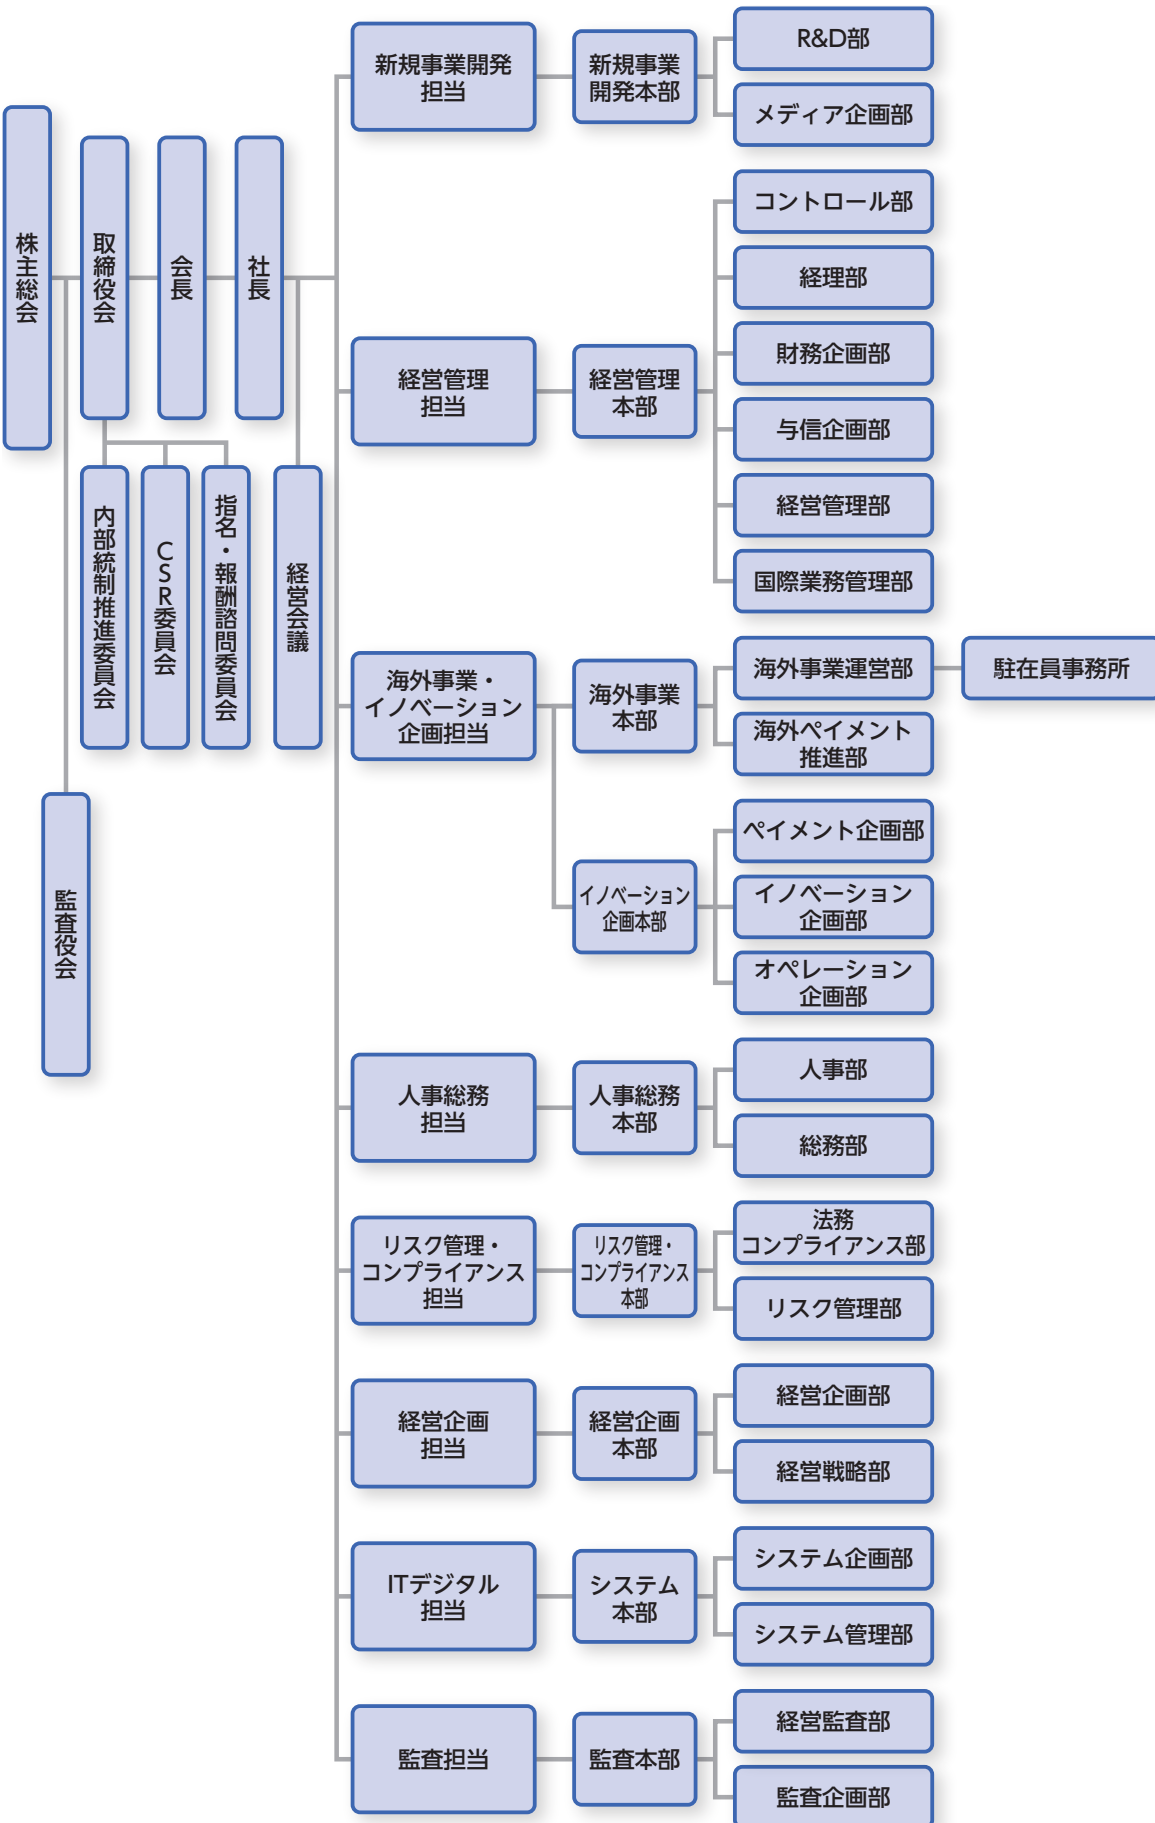 株主総会
取締役会
会長
社長
内部統制推進委員会
CSR委員会
指名・報酬諮問委員会
経営会議
監査役会
新規事業開発
担当
新規事業
開発本部
R&D部
メディア企画部
経営管理
担当
経営管理
本部
コントロール部
経理部
財務企画部
与信企画部
経営管理部
国際業務管理部
海外事業・
イノベーション
企画担当
海外事業
本部
海外事業運営部
駐在員事務所
海外ペイメント
推進部
イノベーション
企画本部
ペイメント企画部
イノベーション
企画部
オペレーション
企画部
人事総務
担当
人事総務
本部
人事部
総務部
リスク管理・
コンプライアンス
担当
リスク管理・
コンプライアンス
本部
法務
コンプライアンス部
リスク管理部
経営企画
担当
経営企画
本部
経営企画部
経営戦略部
ITデジタル
担当
システム
本部
システム企画部
システム管理部
監査担当
監査本部
経営監査部
監査企画部